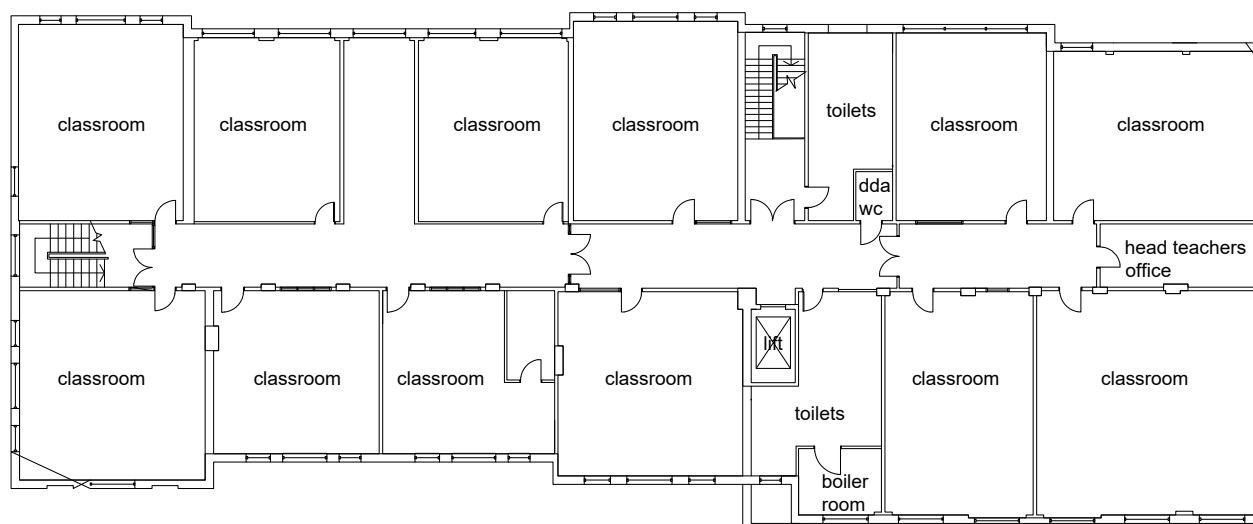 classroom
classroom
classroom
classroom
toilets
classroom
classroom
dda
wc
head teachers
office
lift
classroom
classroom
classroom
classroom
classroom
classroom
toilets
boiler
room